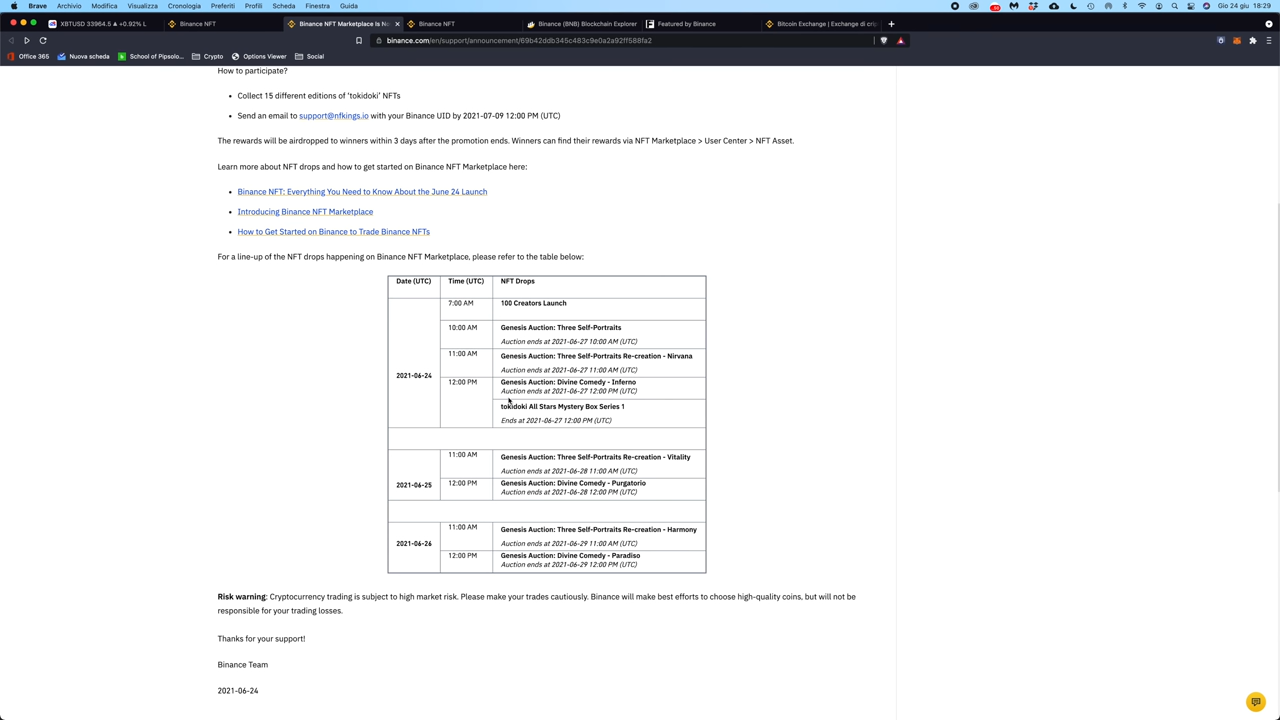 Brave Archivio Modifica Visualizza Cronologia Preferiti Profili Scheda Finestra Guida Gio 24 giu 18:29
XBTUSD 33964.5 ▲ +0.92% L Binance NFT Binance NFT Marketplace Is No Binance NFT Binance (BNB) Blockchain Explorer Featured by Binance Bitcoin Exchange | Exchange di crip
binance.com/en/support/announcement/69b42ddb345c483c9e0a2a92ff588fa2
Office 365 Nuova scheda School of Pipsolo... Crypto Options Viewer Social
How to participate?
• Collect 15 different editions of 'tokidoki' NFTs
• Send an email to support@nfkings.io with your Binance UID by 2021-07-09 12:00 PM (UTC)
The rewards will be airdropped to winners within 3 days after the promotion ends. Winners can find their rewards via NFT Marketplace > User Center > NFT Asset.
Learn more about NFT drops and how to get started on Binance NFT Marketplace here:
• Binance NFT: Everything You Need to Know About the June 24 Launch
• Introducing Binance NFT Marketplace
• How to Get Started on Binance to Trade Binance NFTs
For a line-up of the NFT drops happening on Binance NFT Marketplace, please refer to the table below:
Date (UTC) Time (UTC) NFT Drops
7:00 AM 100 Creators Launch
10:00 AM Genesis Auction: Three Self-Portraits
Auction ends at 2021-06-27 10:00 AM (UTC)
11:00 AM Genesis Auction: Three Self-Portraits Re-creation - Nirvana
Auction ends at 2021-06-27 11:00 AM (UTC)
2021-06-24
12:00 PM Genesis Auction: Divine Comedy - Inferno
Auction ends at 2021-06-27 12:00 PM (UTC)
tokidoki All Stars Mystery Box Series 1
Ends at 2021-06-27 12:00 PM (UTC)
11:00 AM Genesis Auction: Three Self-Portraits Re-creation - Vitality
Auction ends at 2021-06-28 11:00 AM (UTC)
2021-06-25
12:00 PM Genesis Auction: Divine Comedy - Purgatorio
Auction ends at 2021-06-28 12:00 PM (UTC)
11:00 AM Genesis Auction: Three Self-Portraits Re-creation - Harmony
Auction ends at 2021-06-29 11:00 AM (UTC)
2021-06-26
12:00 PM Genesis Auction: Divine Comedy - Paradiso
Auction ends at 2021-06-29 12:00 PM (UTC)
Risk warning: Cryptocurrency trading is subject to high market risk. Please make your trades cautiously. Binance will make best efforts to choose high-quality coins, but will not be
responsible for your trading losses.
Thanks for your support!
Binance Team
2021-06-24